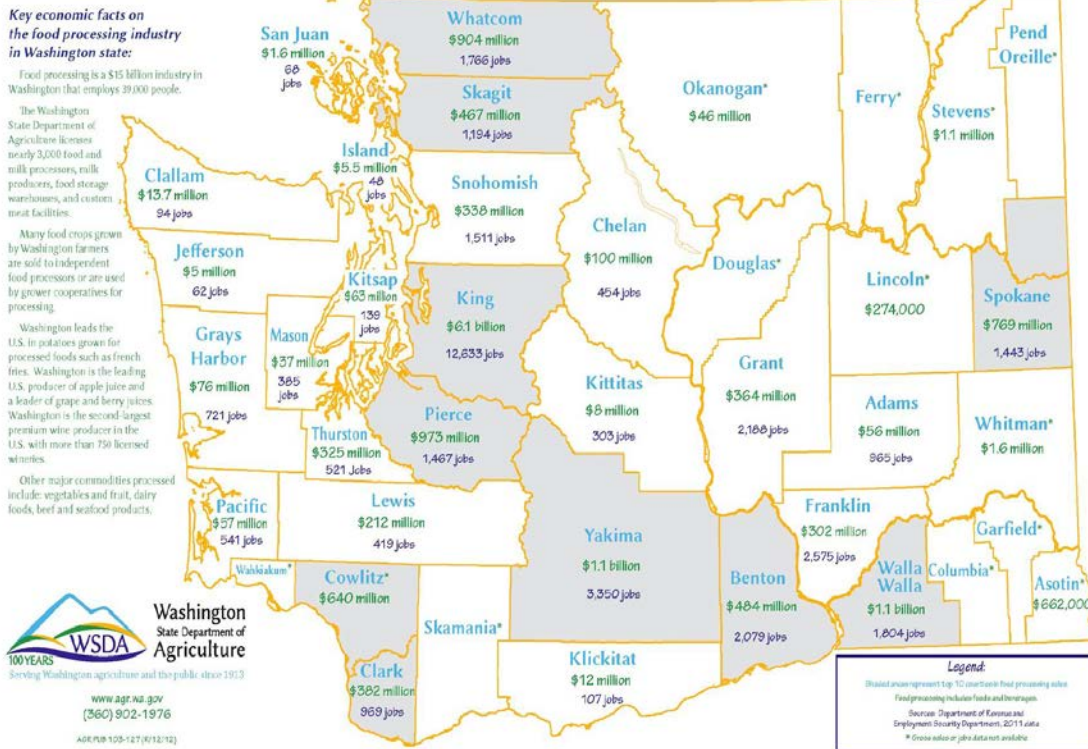 Key economic facts on
the food processing industry
in Washington state:
Food processing is a $15 billion industry in
Washington that employs 39,000 people.
The Washington
State Department of
Agriculture licenses
nearly 3,000 food and
milk processors, milk
producers, food storage
warehouses, and custom
meat facilities.
Many food crops grown
by Washington farmers
are sold to independent
food processors or are used
by grower cooperatives for
processing.
Washington leads the
U.S. in potatoes grown for
processed foods such as french
fries. Washington is the leading
U.S. producer of apple juice and
a leader of grape and berry juices.
Washington is the second-largest
premium wine producer in the
U.S. with more than 750 licensed
wineries.
Other major commodities processed
include: vegetables and fruit, dairy
foods, beef and seafood products.
San Juan
$1.6 million
68
jobs
Whatcom
$904 million
1,766 jobs
Skagit
$467 million
1,194 jobs
Okanogan*
$46 million
Ferry*
Stevens*
$1.1 million
Pend
Oreille*
Island
$5.5 million
48
jobs
Clallam
$13.7 million
94 jobs
Snohomish
$338 million
1,511 jobs
Chelan
$100 million
454 jobs
Jefferson
$5 million
62 jobs
Kitsap
$63 million
139
jobs
King
$6.1 billion
12,633 jobs
Douglas*
Lincoln*
$274,000
Spokane
$769 million
1,443 jobs
Grays
Harbor
$76 million
721 jobs
Mason
$37 million
385
jobs
Kittitas
$8 million
303 jobs
Grant
$364 million
2,188 jobs
Adams
$56 million
965 jobs
Whitman*
$1.6 million
Thurston
$325 million
521 Jobs
Pierce
$973 million
1,467 jobs
Pacific
$57 million
541 jobs
Lewis
$212 million
419 jobs
Yakima
$1.1 billion
3,350 jobs
Franklin
$302 million
2,575 jobs
Garfield*
Wahkiakum*
Cowlitz*
$640 million
Skamania*
Benton
$484 million
2,079 jobs
Walla
Walla
$1.1 billion
1,804 jobs
Columbia*
Asotin*
$662,000
Clark
$382 million
969 jobs
Klickitat
$12 million
107 jobs
WSDA
100 YEARS
Washington
State Department of
Agriculture
Serving Washington agriculture and the public since 1913
www.agr.wa.gov
(360) 902-1976
AGR PUB 103-127 (R/12/12)
Legend:
Shaded areas represent top 10 counties in food processing sales
Food processing includes foods and beverages
Sources: Department of Revenue and
Employment Security Department, 2011 data
* Gross sales or jobs data not available